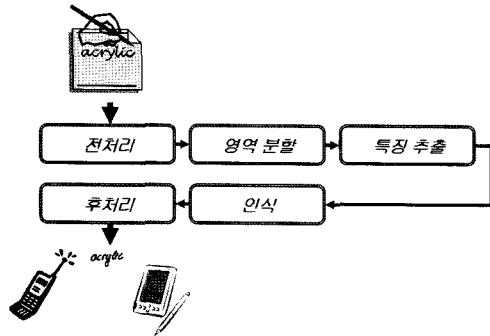 acrylic
전처리
영역 분할
특징 추출
후처리
인식
acrylic